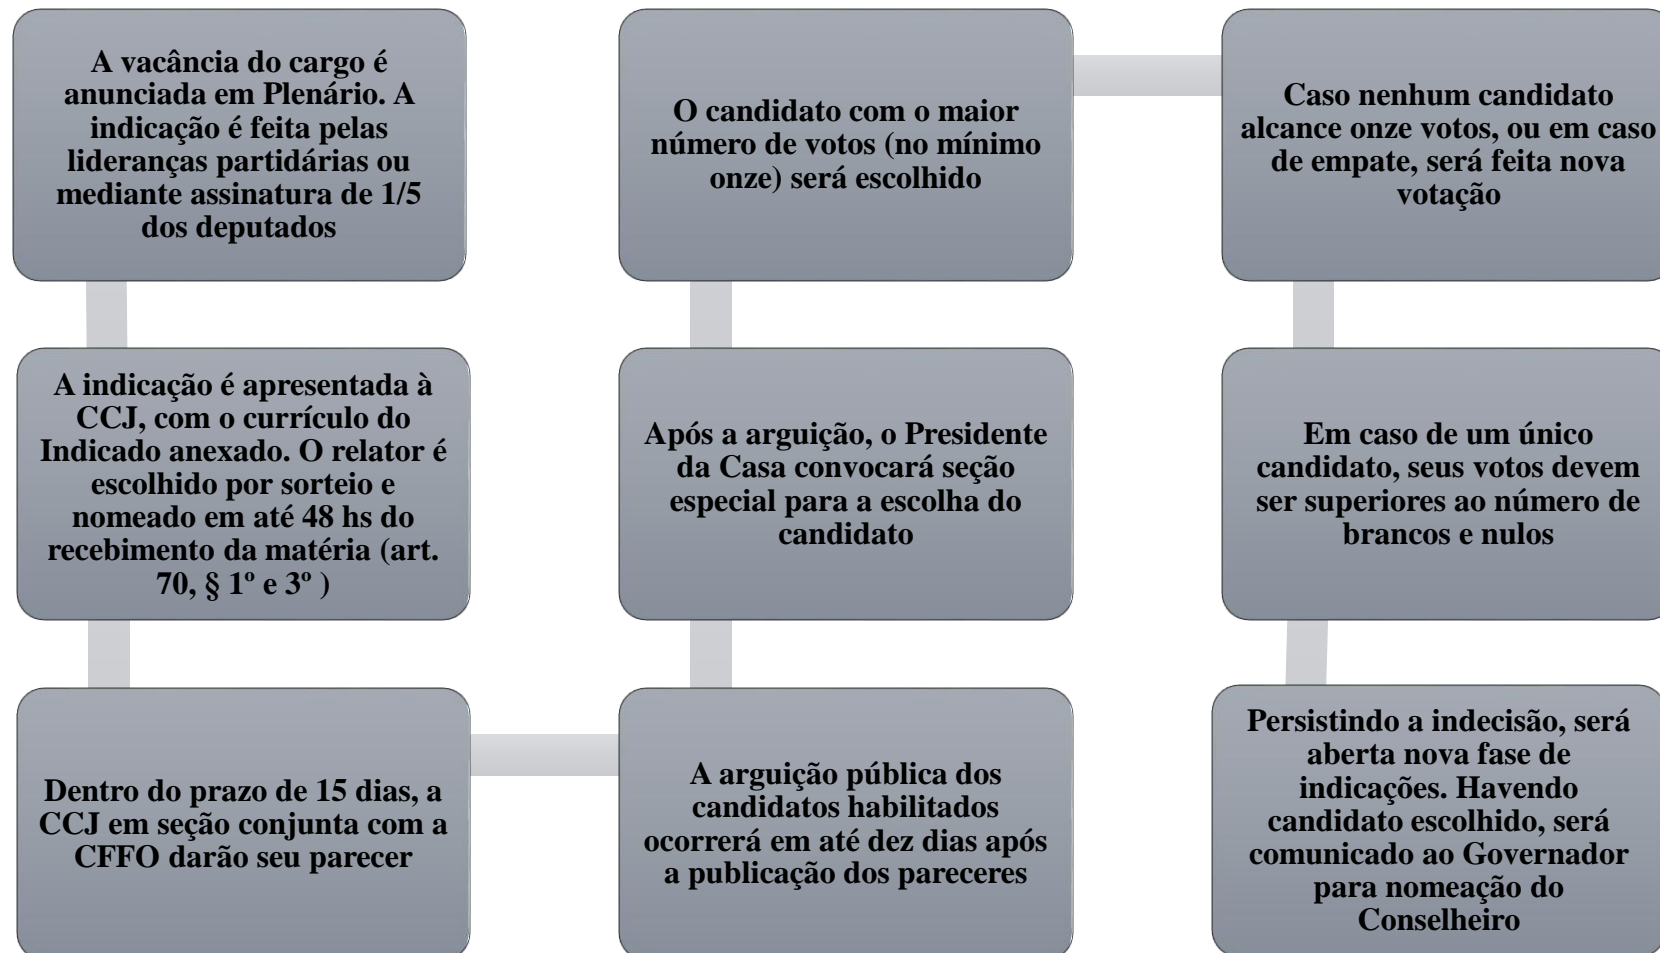 A vacância do cargo é
anunciada em Plenário. A
indicação é feita pelas
lideranças partidárias ou
mediante assinatura de 1/5
dos deputados
A indicação é apresentada à
CCJ, com o currículo do
Indicado anexado. O relator é
escolhido por sorteio e
nomeado em até 48 hs do
recebimento da matéria (art.
70, § 1º e 3º )
Dentro do prazo de 15 dias, a
CCJ em seção conjunta com a
CFFO darão seu parecer
A arguição pública dos
candidatos habilitados
ocorrerá em até dez dias após
a publicação dos pareceres
Após a arguição, o Presidente
da Casa convocará seção
especial para a escolha do
candidato
O candidato com o maior
número de votos (no mínimo
onze) será escolhido
Caso nenhum candidato
alcance onze votos, ou em caso
de empate, será feita nova
votação
Em caso de um único
candidato, seus votos devem
ser superiores ao número de
brancos e nulos
Persistindo a indecisão, será
aberta nova fase de
indicações. Havendo
candidato escolhido, será
comunicado ao Governador
para nomeação do
Conselheiro